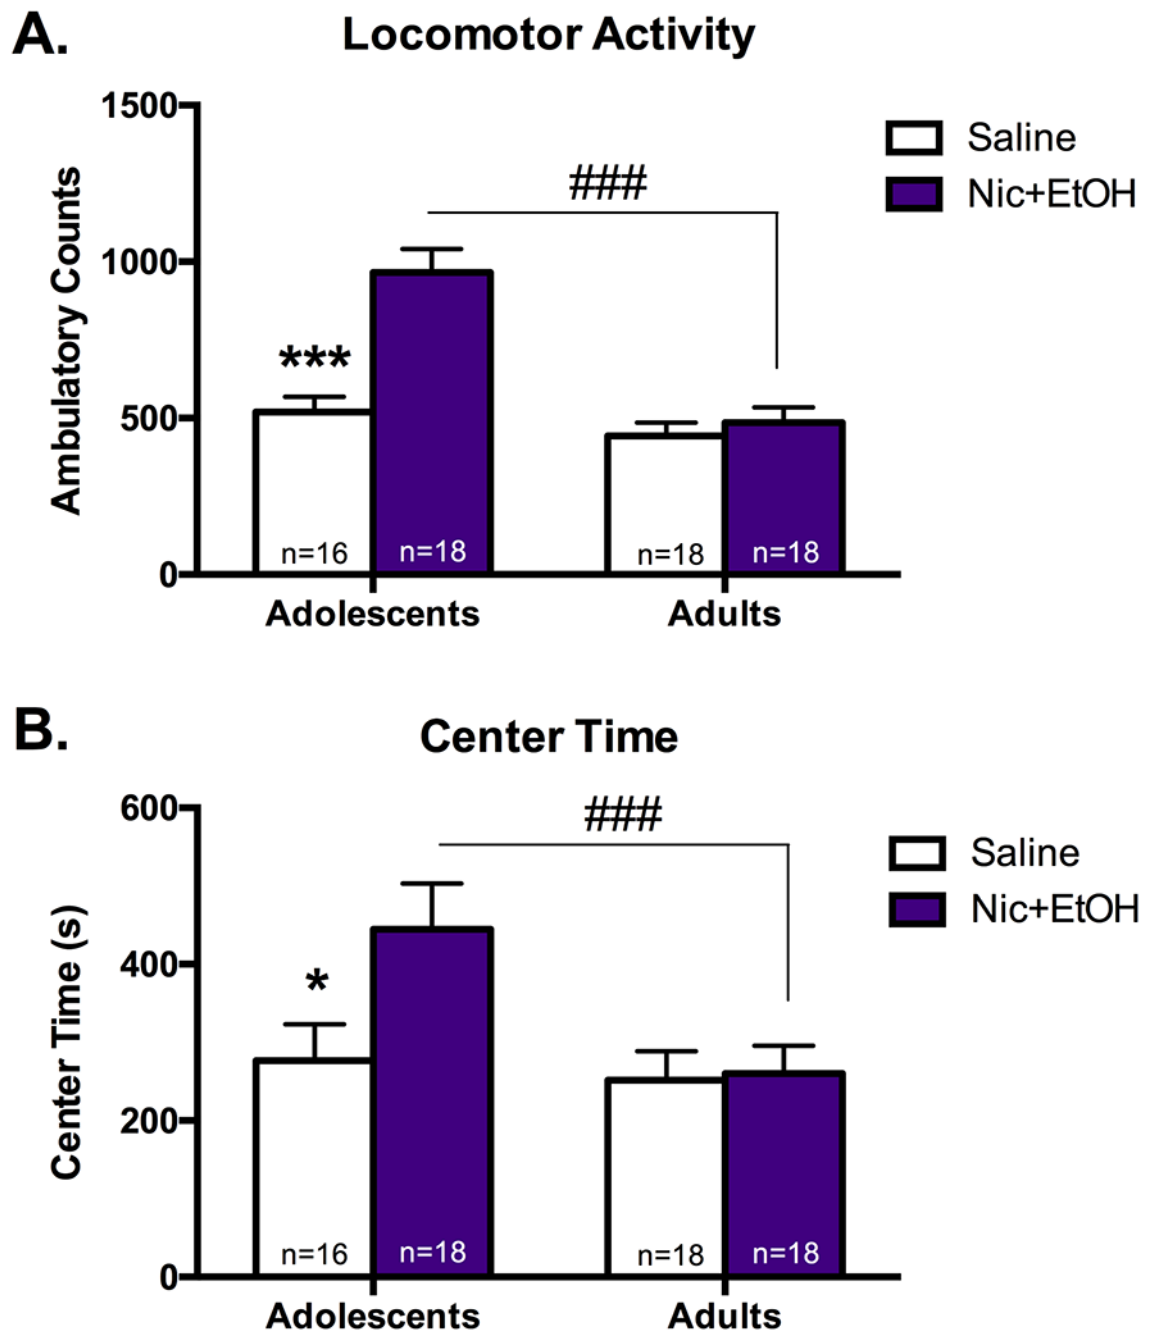 A.
Locomotor Activity
Ambulatory Counts
1500
1000
500
0
***
###
Saline
Nic+EtOH
n=16
n=18
n=18
n=18
Adolescents
Adults
B.
Center Time
Center Time (s)
600
400
200
0
*
###
Saline
Nic+EtOH
n=16
n=18
n=18
n=18
Adolescents
Adults